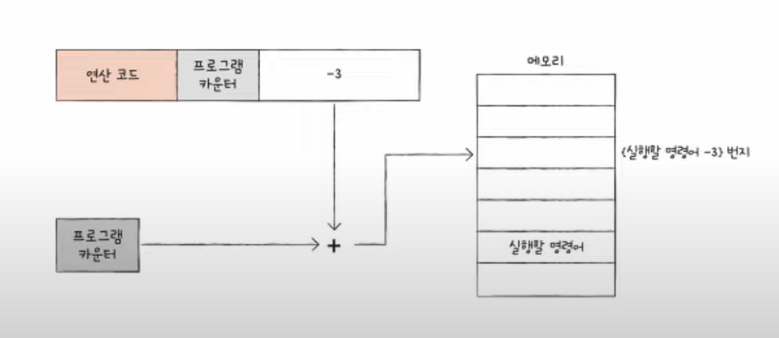 메모리
연산 코드
프로그램
카운터
-3
{실행할 명령어 -3} 번지
프로그램
카운터
+
실행할 명령어